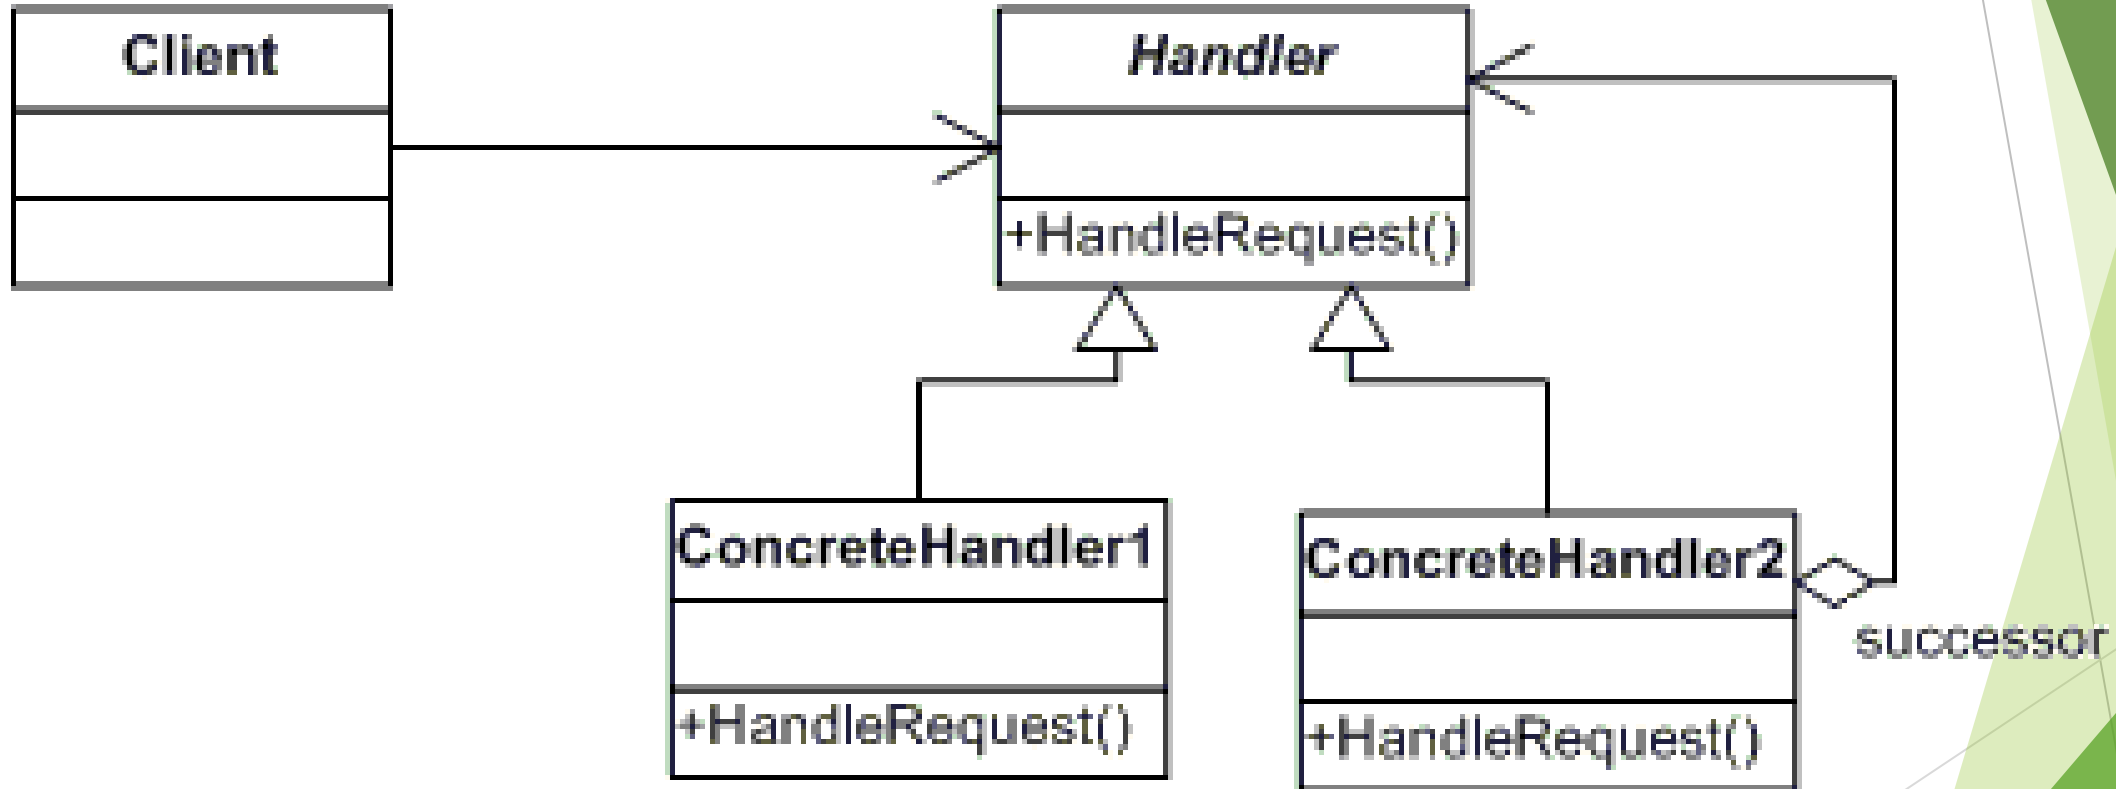 Client
Handler
+HandleRequest()
ConcreteHandler1
+HandleRequest()
ConcreteHandler2
+HandleRequest()
successor